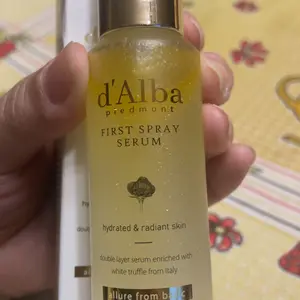 d'Alba
piedmont
FIRST SPRAY
SERUM
hydrated & radiant skin
double layer serum enriched with
white truffle from Italy
allure from